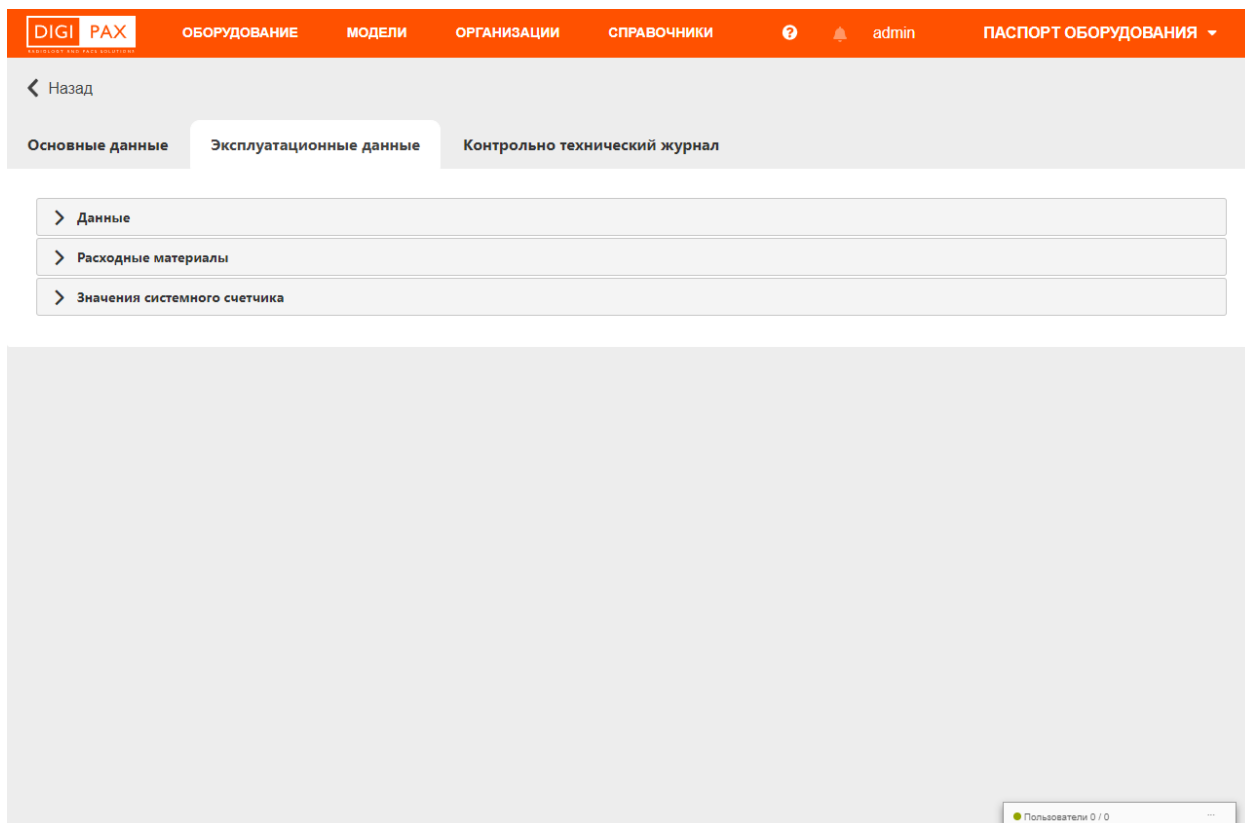 DIGI PAX ОБОРУДОВАНИЕ МОДЕЛИ ОРГАНИЗАЦИИ СПРАВОЧНИКИ ? admin ПАСПОРТ ОБОРУДОВАНИЯ
RADIOLOGY AND PACS SOLUTIONS
Назад
Основные данные Эксплуатационные данные Контрольно технический журнал
Данные
Расходные материалы
Значения системного счетчика
Пользователи 0 / 0 ...